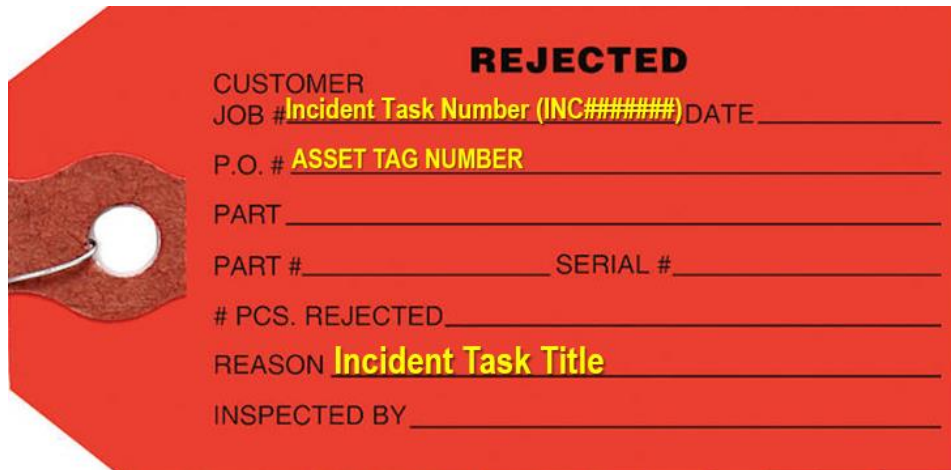 REJECTED
CUSTOMER
JOB # Incident Task Number (INC#######) DATE
P.O. # ASSET TAG NUMBER
PART
PART # SERIAL #
# PCS. REJECTED
REASON Incident Task Title
INSPECTED BY